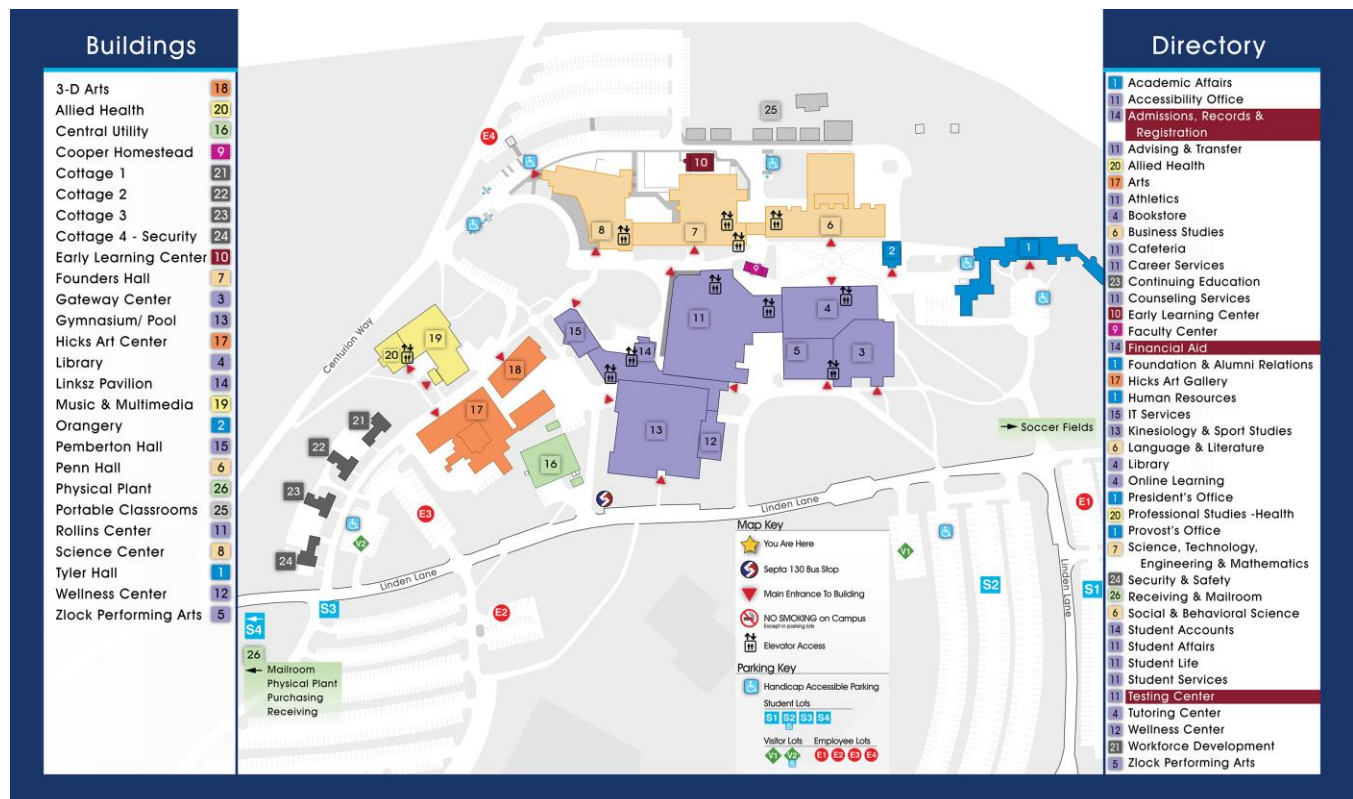 Buildings
3-D Arts 18
Allied Health 20
Central Utility 16
Cooper Homestead 9
Cottage 1 21
Cottage 2 22
Cottage 3 23
Cottage 4 - Security 24
Early Learning Center 10
Founders Hall 7
Gateway Center 3
Gymnasium/ Pool 13
Hicks Art Center 17
Library 4
Linksz Pavilion 14
Music & Multimedia 19
Orangery 2
Pemberton Hall 15
Penn Hall 6
Physical Plant 26
Portable Classrooms 25
Rollins Center 11
Science Center 8
Tyler Hall 1
Wellness Center 12
Zlock Performing Arts 5
25
E4
10
8
7
6
2
1
9
4
11
15
14
5
3
19
20
18
Centurion Way
17
21
22
13
12
16
23
24
Soccer Fields
E3
V2
E1
Linden Lane
V1
S2
S1
Linden Lane
Linden Lane
S3
E2
S4
26
Mailroom
Physical Plant
Purchasing
Receiving
Map Key
You Are Here
Septa 130 Bus Stop
Main Entrance To Building
NO SMOKING on Campus
Except in parking lots
Elevator Access
Parking Key
Handicap Accessible Parking
Student Lots
S1 S2 S3 S4
Visitor Lots Employee Lots
V1 V2 E1 E2 E3 E4
Directory
1 Academic Affairs
11 Accessibility Office
14 Admissions, Records &
Registration
11 Advising & Transfer
20 Allied Health
17 Arts
11 Athletics
4 Bookstore
6 Business Studies
11 Cafeteria
11 Career Services
23 Continuing Education
11 Counseling Services
10 Early Learning Center
9 Faculty Center
14 Financial Aid
1 Foundation & Alumni Relations
17 Hicks Art Gallery
1 Human Resources
15 IT Services
13 Kinesiology & Sport Studies
6 Language & Literature
4 Library
4 Online Learning
1 President's Office
20 Professional Studies -Health
1 Provost's Office
7 Science, Technology,
Engineering & Mathematics
24 Security & Safety
26 Receiving & Mailroom
6 Social & Behavioral Science
14 Student Accounts
11 Student Affairs
11 Student Life
11 Student Services
11 Testing Center
4 Tutoring Center
12 Wellness Center
21 Workforce Development
5 Zlock Performing Arts